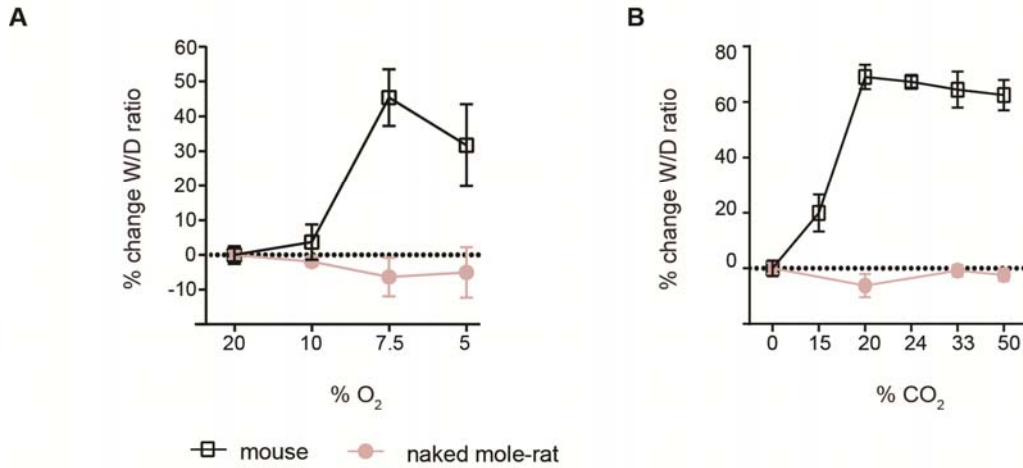 A
% change W/D ratio
60
50
40
30
20
10
0
-10
20 10 7.5 5
% O₂
B
% change W/D ratio
80
60
40
20
0
0 15 20 24 33 50
% CO₂
mouse naked mole-rat